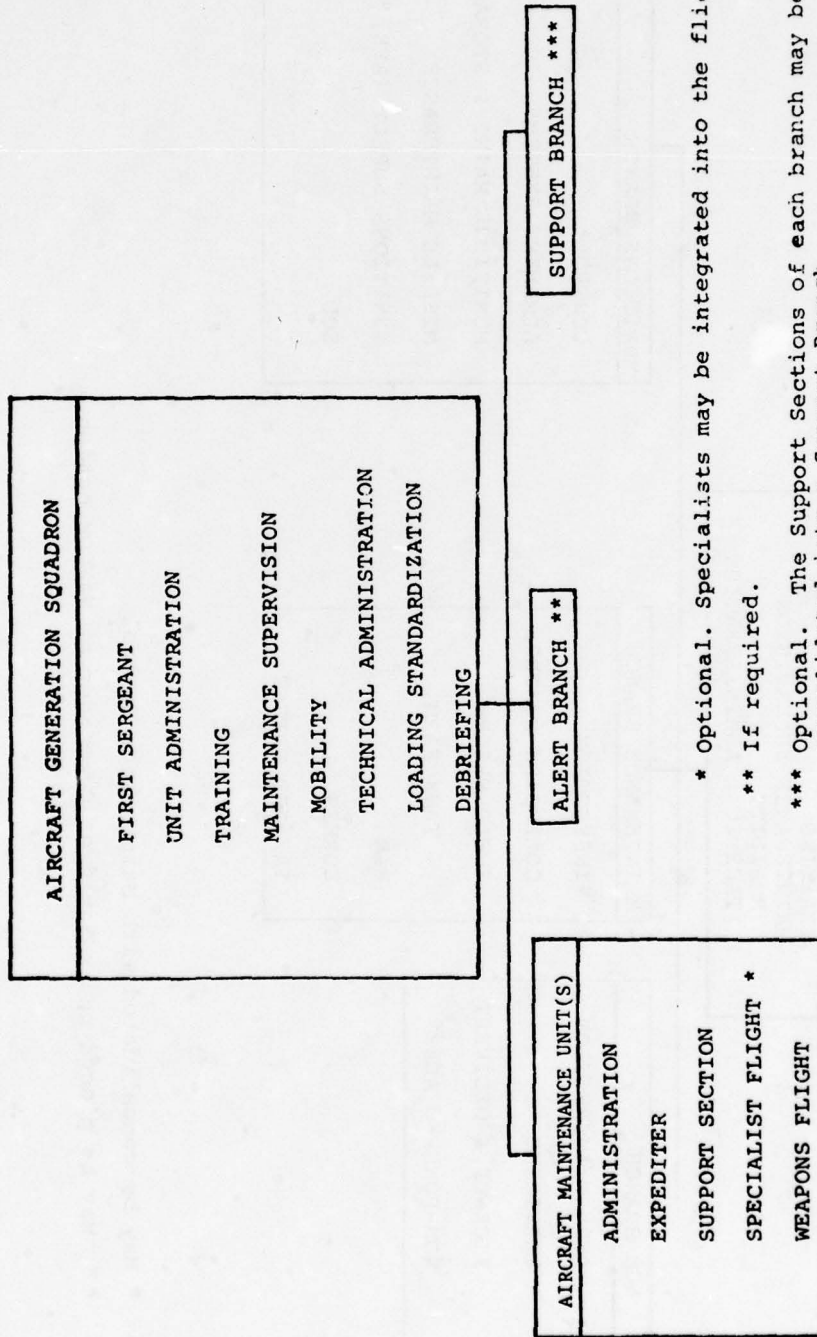 AIRCRAFT GENERATION SQUADRON
FIRST SERGEANT
UNIT ADMINISTRATION
TRAINING
MAINTENANCE SUPERVISION
MOBILITY
TECHNICAL ADMINISTRATION
LOADING STANDARDIZATION
DEBRIEFING
AIRCRAFT MAINTENANCE UNIT(S)
ADMINISTRATION
EXPEDITER
SUPPORT SECTION
SPECIALIST FLIGHT *
WEAPONS FLIGHT
ALERT BRANCH **
SUPPORT BRANCH ***
* Optional. Specialists may be integrated into the
** If required.
*** Optional. The Support Sections of each branch may be